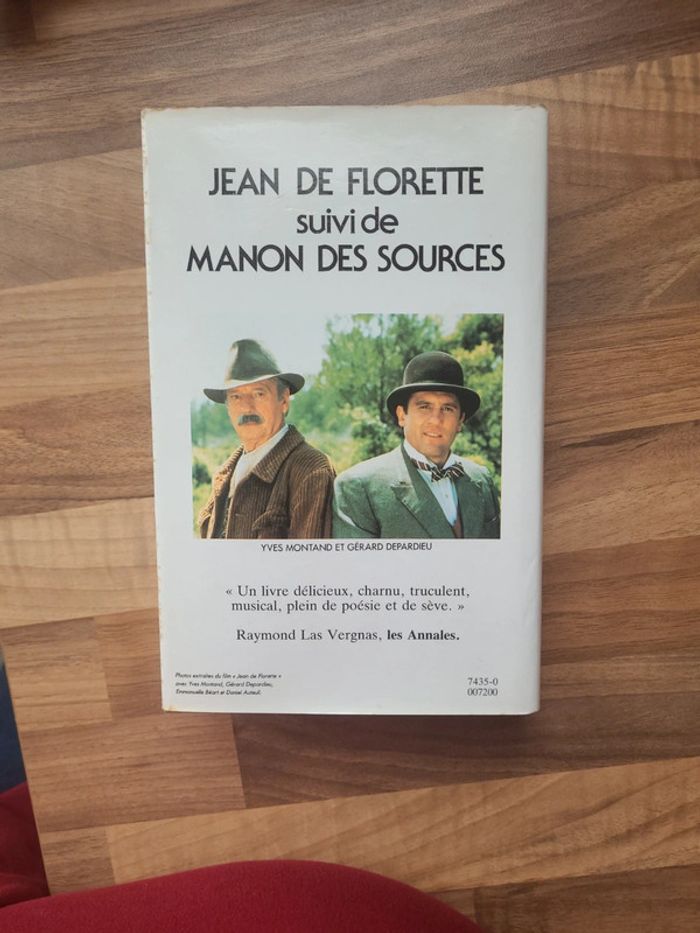 JEAN DE FLORETTE
suivi de
MANON DES SOURCES
YVES MONTAND ET GÉRARD DEPARDIEU
« Un livre délicieux, charnu, truculent,
musical, plein de poésie et de sève. »
Raymond Las Vergnas, les Annales.
Photos extraites du film « Jean de Florette »
avec Yves Montand, Gérard Depardieu,
Emmanuelle Béart et Daniel Auteuil.
7435-0
007200